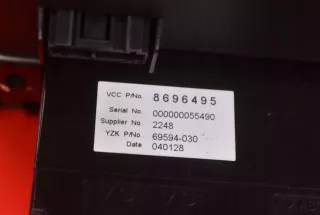 VCC P/No. 8696495
Serial No. 000000055490
Supplier No. 2248
YZK P/No. 69594-030
Date 040128